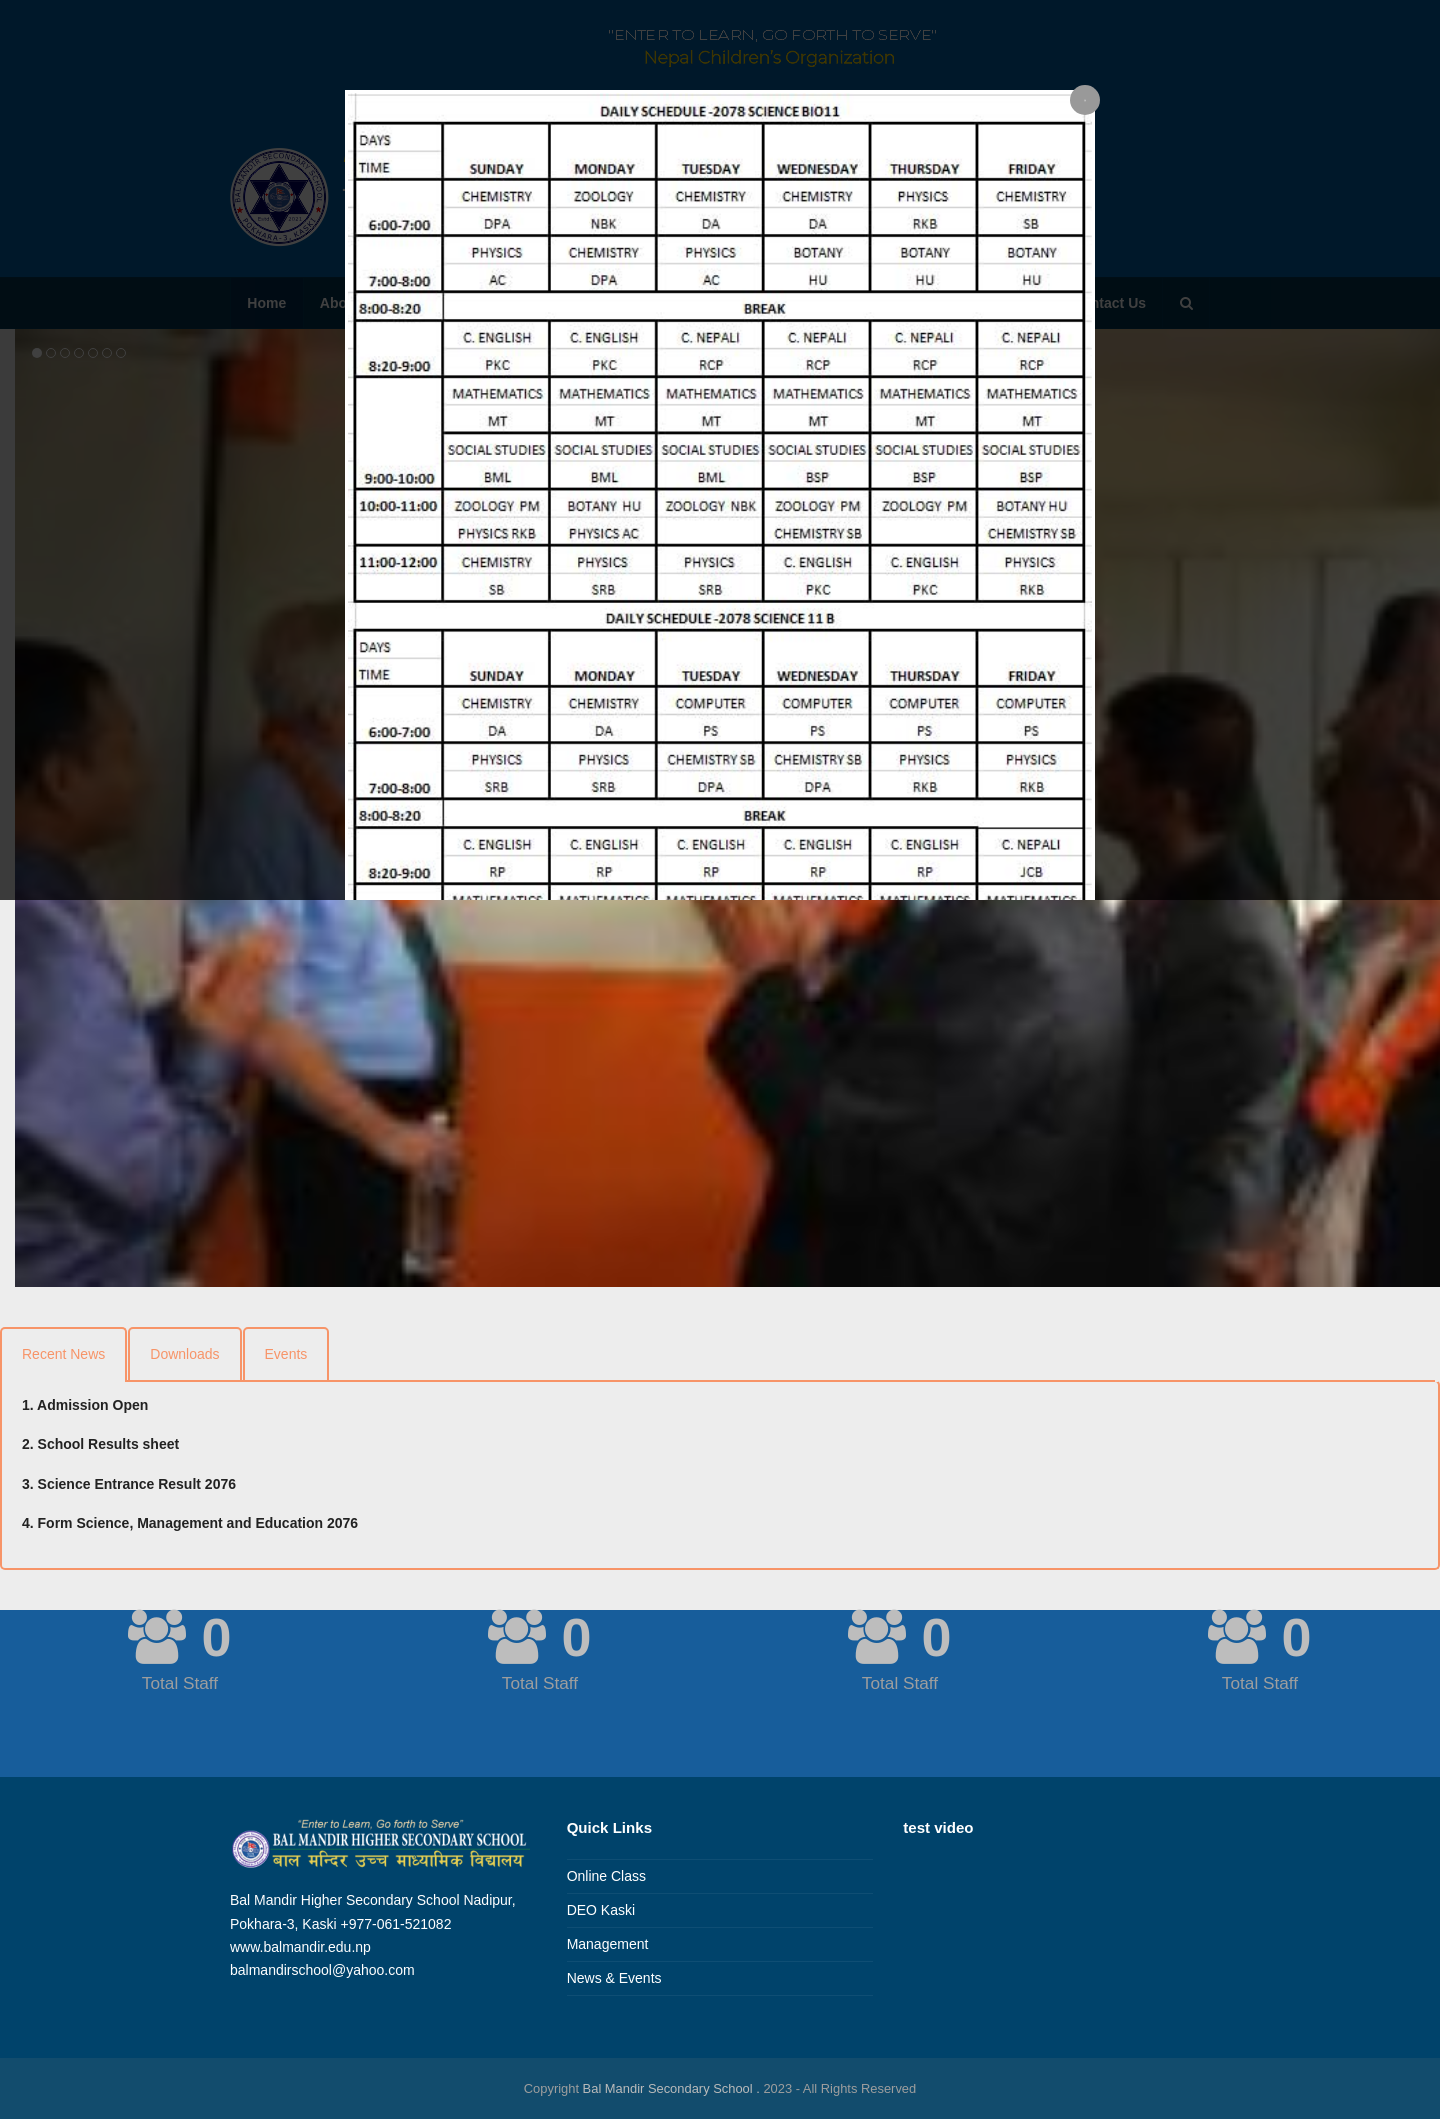 "ENTER TO LEARN, GO FORTH TO SERVE"
Nepal Children's Organization
BAL MANDIR SECONDARY SCHOOL
POKHARA-3, KASKI
Home
Contact Us
DAILY SCHEDULE -2078 SCIENCE BIO11
DAYS
TIME SUNDAY MONDAY TUESDAY WEDNESDAY THURSDAY FRIDAY
CHEMISTRY ZOOLOGY CHEMISTRY CHEMISTRY PHYSICS CHEMISTRY
6:00-7:00 DPA NBK DA DA RKB SB
PHYSICS CHEMISTRY PHYSICS BOTANY BOTANY BOTANY
7:00-8:00 AC DPA AC HU HU HU
8:00-8:20 BREAK
C. ENGLISH C. ENGLISH C. NEPALI C. NEPALI C. NEPALI C. NEPALI
8:20-9:00 PKC PKC RCP RCP RCP RCP
MATHEMATICS MATHEMATICS MATHEMATICS MATHEMATICS MATHEMATICS MATHEMATICS
MT MT MT MT MT MT
SOCIAL STUDIES SOCIAL STUDIES SOCIAL STUDIES SOCIAL STUDIES SOCIAL STUDIES SOCIAL STUDIES
9:00-10:00 BML BML BML BSP BSP BSP
10:00-11:00 ZOOLOGY PM BOTANY HU ZOOLOGY NBK ZOOLOGY PM ZOOLOGY PM BOTANY HU
PHYSICS RKB PHYSICS AC CHEMISTRY SB CHEMISTRY SB
11:00-12:00 CHEMISTRY PHYSICS PHYSICS C. ENGLISH C. ENGLISH PHYSICS
SB SRB SRB PKC PKC RKB
DAILY SCHEDULE -2078 SCIENCE 11 B
DAYS
TIME SUNDAY MONDAY TUESDAY WEDNESDAY THURSDAY FRIDAY
CHEMISTRY CHEMISTRY COMPUTER COMPUTER COMPUTER COMPUTER
6:00-7:00 DA DA PS PS PS PS
PHYSICS PHYSICS CHEMISTRY SB CHEMISTRY SB PHYSICS PHYSICS
7:00-8:00 SRB SRB DPA DPA RKB RKB
8:00-8:20 BREAK
C. ENGLISH C. ENGLISH C. ENGLISH C. ENGLISH C. ENGLISH C. NEPALI
8:20-9:00 RP RP RP RP RP JCB
MATHEMATICS MATHEMATICS MATHEMATICS MATHEMATICS MATHEMATICS MATHEMATICS
Recent News Downloads Events
1. Admission Open
2. School Results sheet
3. Science Entrance Result 2076
4. Form Science, Management and Education 2076
0 0 0 0
Total Staff Total Staff Total Staff Total Staff
"Enter to Learn, Go forth to Serve"
BAL MANDIR HIGHER SECONDARY SCHOOL
बाल मन्दिर उच्च माध्यामिक विद्यालय
Bal Mandir Higher Secondary School Nadipur,
Pokhara-3, Kaski +977-061-521082
www.balmandir.edu.np
balmandirschool@yahoo.com
Quick Links
Online Class
DEO Kaski
Management
News & Events
test video
Copyright Bal Mandir Secondary School . 2023 - All Rights Reserved